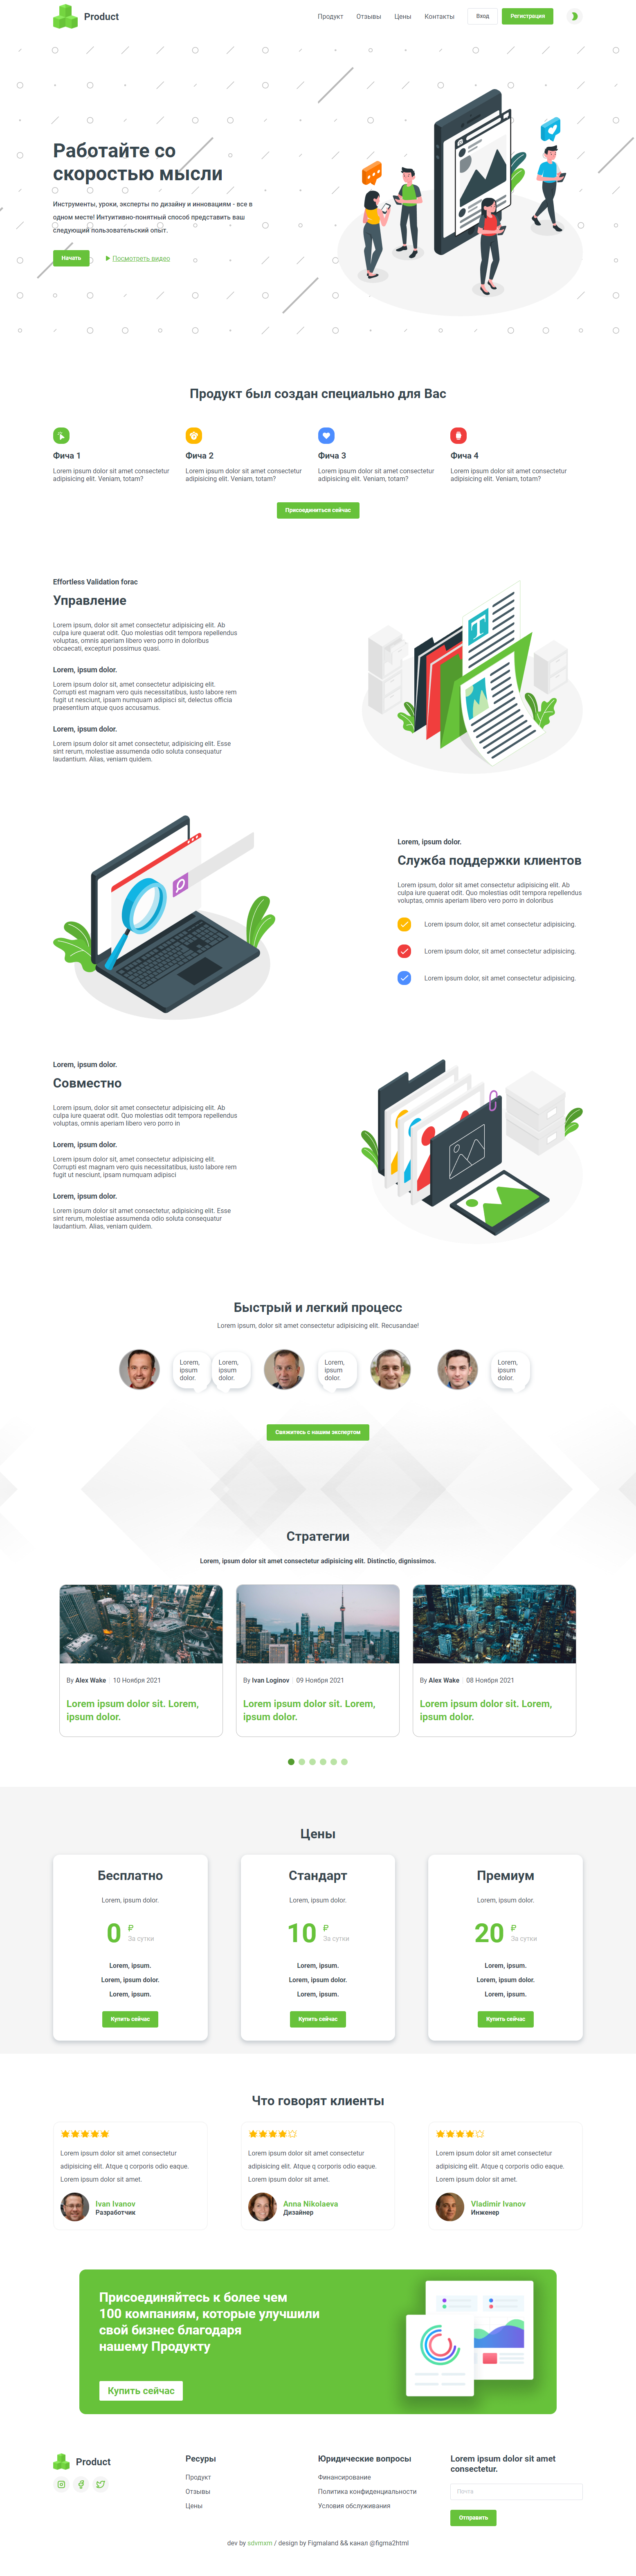 Product
Продукт Отзывы Цены Контакты Вход Регистрация
Работайте со
скоростью мысли
Инструменты, уроки, эксперты по дизайну и инновациям - все в
одном месте! Интуитивно-понятный способ представить ваш
следующий пользовательский опыт.
Начать Посмотреть видео
Продукт был создан специально для Вас
Фича 1
Lorem ipsum dolor sit amet consectetur
adipisicing elit. Veniam, totam?
Фича 2
Lorem ipsum dolor sit amet consectetur
adipisicing elit. Veniam, totam?
Фича 3
Lorem ipsum dolor sit amet consectetur
adipisicing elit. Veniam, totam?
Фича 4
Lorem ipsum dolor sit amet consectetur
adipisicing elit. Veniam, totam?
Присоединиться сейчас
Effortless Validation forac
Управление
Lorem ipsum, dolor sit amet consectetur adipisicing elit. Ab
culpa iure quaerat odit. Quo molestias odit tempora repellendus
voluptas, omnis aperiam libero vero porro in doloribus
obcaecati, excepturi possimus quasi.
Lorem, ipsum dolor.
Lorem ipsum dolor sit, amet consectetur adipisicing elit.
Corrupti est magnam vero quis necessitatibus, iusto labore rem
fugit ut nesciunt, ipsam numquam adipisci sit, delectus officia
praesentium atque quos accusamus.
Lorem, ipsum dolor.
Lorem ipsum dolor sit amet consectetur, adipisicing elit. Esse
sint rerum, molestiae assumenda odio soluta consequatur
laudantium. Alias, veniam quidem.
Lorem, ipsum dolor.
Служба поддержки клиентов
Lorem ipsum, dolor sit amet consectetur adipisicing elit. Ab
culpa iure quaerat odit. Quo molestias odit tempora repellendus
voluptas, omnis aperiam libero vero porro in doloribus
Lorem ipsum dolor, sit amet consectetur adipisicing.
Lorem ipsum dolor, sit amet consectetur adipisicing.
Lorem ipsum dolor, sit amet consectetur adipisicing.
Lorem, ipsum dolor.
Совместно
Lorem ipsum, dolor sit amet consectetur adipisicing elit. Ab
culpa iure quaerat odit. Quo molestias odit tempora repellendus
voluptas, omnis aperiam libero vero porro in
Lorem, ipsum dolor.
Lorem ipsum dolor sit, amet consectetur adipisicing elit.
Corrupti est magnam vero quis necessitatibus, iusto labore rem
fugit ut nesciunt, ipsam numquam adipisci
Lorem, ipsum dolor.
Lorem ipsum dolor sit amet consectetur, adipisicing elit. Esse
sint rerum, molestiae assumenda odio soluta consequatur
laudantium. Alias, veniam quidem.
Быстрый и легкий процесс
Lorem ipsum, dolor sit amet consectetur adipisicing elit. Recusandae!
Lorem,
ipsum
dolor.
Lorem,
ipsum
dolor.
Lorem,
ipsum
dolor.
Lorem,
ipsum
dolor.
Свяжитесь с нашим экспертом
Стратегии
Lorem, ipsum dolor sit amet consectetur adipisicing elit. Distinctio, dignissimos.
By Alex Wake | 10 Ноября 2021
Lorem ipsum dolor sit. Lorem,
ipsum dolor.
By Ivan Loginov | 09 Ноября 2021
Lorem ipsum dolor sit. Lorem,
ipsum dolor.
By Alex Wake | 08 Ноября 2021
Lorem ipsum dolor sit. Lorem,
ipsum dolor.
Цены
Бесплатно
Lorem, ipsum dolor.
0 ₽
За сутки
Lorem, ipsum.
Lorem, ipsum dolor.
Lorem, ipsum.
Купить сейчас
Стандарт
Lorem, ipsum dolor.
10 ₽
За сутки
Lorem, ipsum.
Lorem, ipsum dolor.
Lorem, ipsum.
Купить сейчас
Премиум
Lorem, ipsum dolor.
20 ₽
За сутки
Lorem, ipsum.
Lorem, ipsum dolor.
Lorem, ipsum.
Купить сейчас
Что говорят клиенты
Lorem ipsum dolor sit amet consectetur
adipisicing elit. Atque q corporis odio eaque.
Lorem ipsum dolor sit amet.
Ivan Ivanov
Разработчик
Lorem ipsum dolor sit amet consectetur
adipisicing elit. Atque q corporis odio eaque.
Lorem ipsum dolor sit amet.
Anna Nikolaeva
Дизайнер
Lorem ipsum dolor sit amet consectetur
adipisicing elit. Atque q corporis odio eaque.
Lorem ipsum dolor sit amet.
Vladimir Ivanov
Инженер
Присоединяйтесь к более чем
100 компаниям, которые улучшили
свой бизнес благодаря
нашему Продукту
Купить сейчас
Product
Ресуры
Продукт
Отзывы
Цены
Юридические вопросы
Финансирование
Политика конфиденциальности
Условия обслуживания
Lorem ipsum dolor sit amet
consectetur.
Почта
Отправить
dev by sdvmxm / design by Figmaland && канал @figma2html